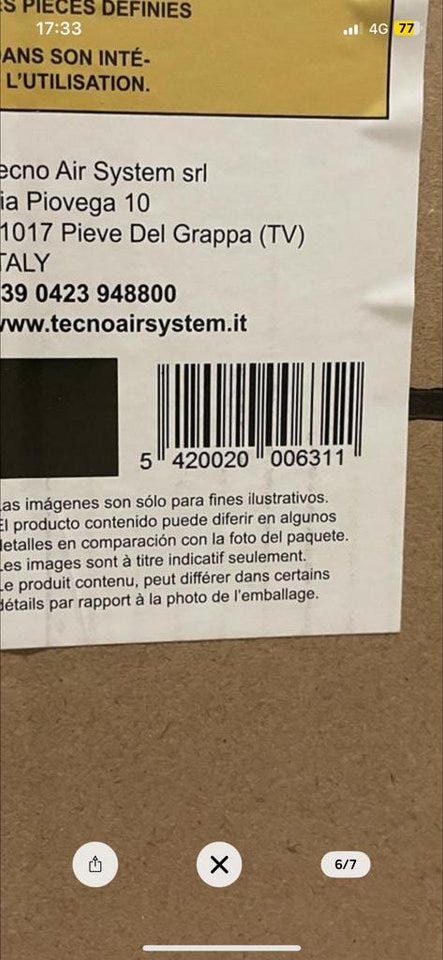 S PIÈCES DÉFINIES
17:33
4G 77
ANS SON INTÉ-
L'UTILISATION.
ecno Air System srl
ia Piovega 10
1017 Pieve Del Grappa (TV)
TALY
39 0423 948800
www.tecnoairsystem.it
5 420020 006311
Las imágenes son sólo para fines ilustrativos.
El producto contenido puede diferir en algunos
detalles en comparación con la foto del paquete.
Les images sont à titre indicatif seulement.
Le produit contenu, peut différer dans certains
détails par rapport à la photo de l'emballage.
6/7